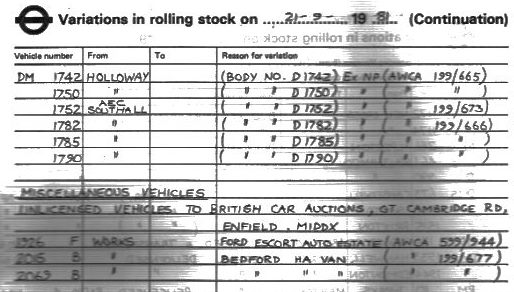 Variations in rolling stock on 21-9- 19 81 (Continuation)
Vehicle number From To Reason for variation
DM 1742 HOLLOWAY (BODY NO. D1742) Ex NP (AWCA 199/665)
1750 " ( " " D1750) " ( " " )
1752 AEC SOUTHALL ( " " D1752) " ( " 199/673)
1782 " ( " " D1782) " ( " 199/666)
1785 " ( " " D1785) " ( " " )
1790 " ( " " D1790) " ( " " )
MISCELLANEOUS VEHICLES
UNLICENSED VEHICLES TO BRITISH CAR AUCTIONS, GT. CAMBRIDGE RD,
ENFIELD, MIDDX
1926 F WORKS FORD ESCORT AUTO ESTATE (AWCA 599/944)
2015 B " BEDFORD HA VAN ( " 199/677)
2069 B " " " " ( " " )